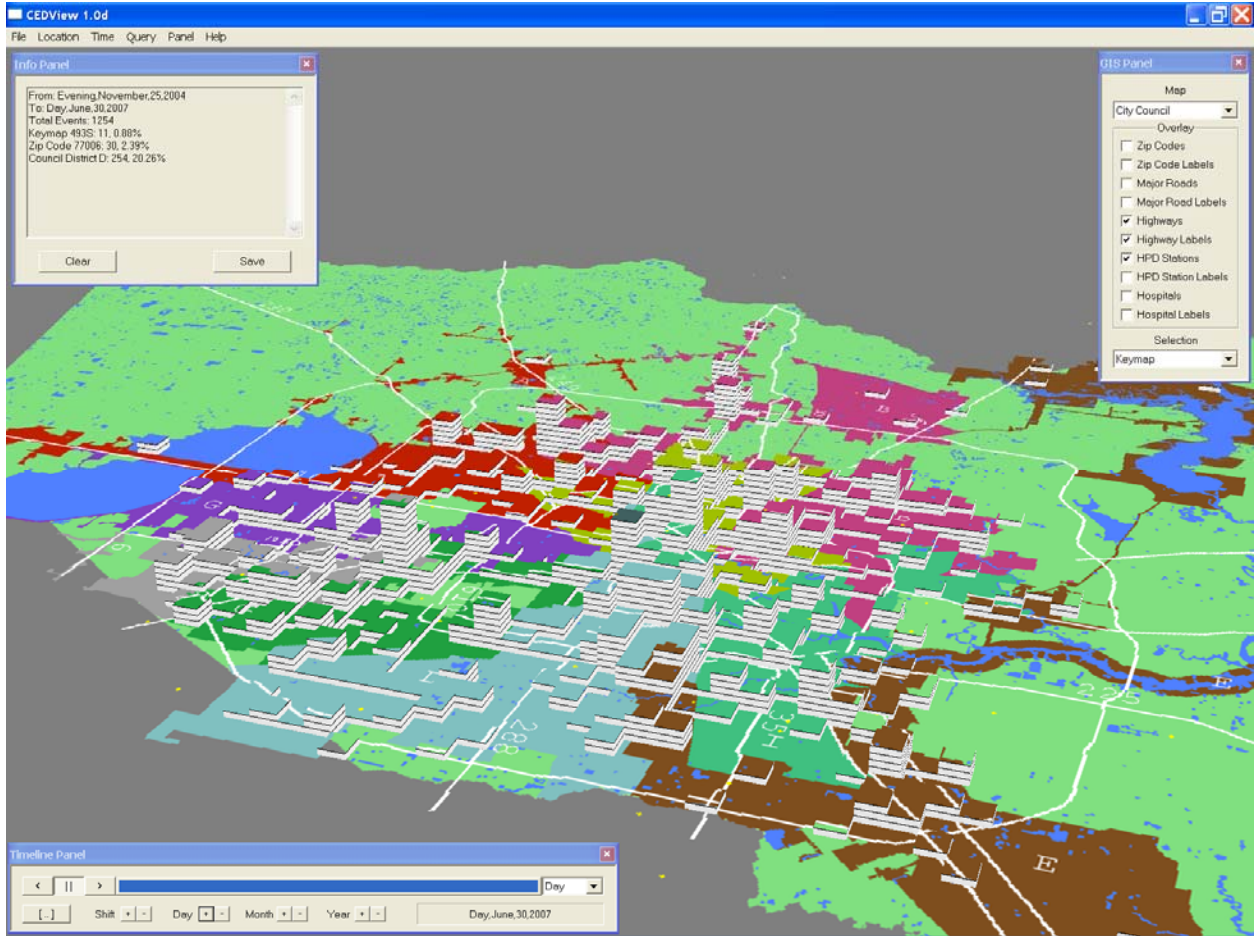 CEDView 1.0d
File Location Time Query Panel Help
Info Panel
From: Evening,November,25,2004
To: Day,June,30,2007
Total Events: 1254
Keymap 493S: 11, 0.88%
Zip Code 77006: 30, 2.39%
Council District D: 254, 20.26%
Clear Save
GIS Panel
Map
City Council
Overlay
Zip Codes
Zip Code Labels
Major Roads
Major Road Labels
Highways
Highway Labels
HPD Stations
HPD Station Labels
Hospitals
Hospital Labels
Selection
Keymap
A
B
G
E
225
288
35H
E
Timeline Panel
< || > Day
[..] Shift + - Day + - Month + - Year + - Day,June,30,2007